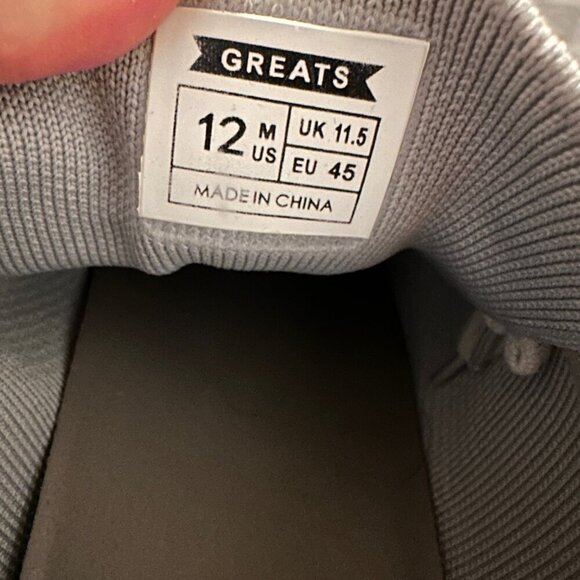 GREATS
12 M US
UK 11.5
EU 45
MADE IN CHINA